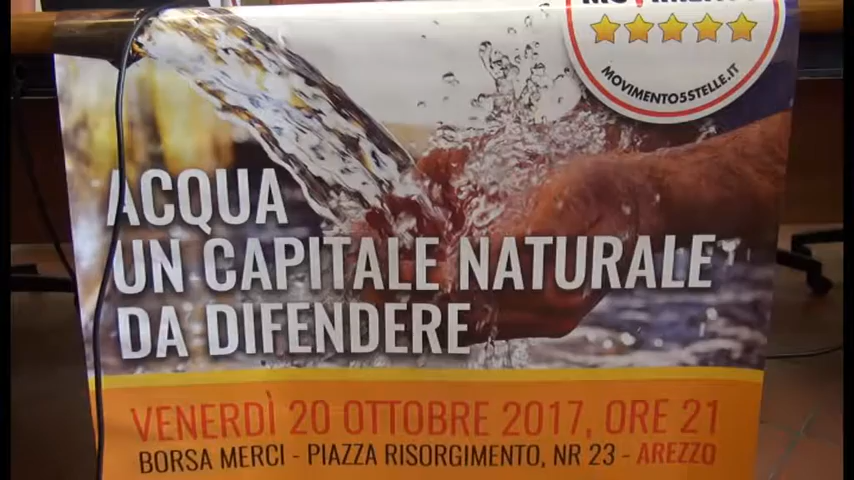 MOVIMENTO
MOVIMENTO5STELLE.IT
ACQUA
UN CAPITALE NATURALE
DA DIFENDERE
VENERDÌ 20 OTTOBRE 2017, ORE 21
BORSA MERCI - PIAZZA RISORGIMENTO, NR 23 - AREZZO